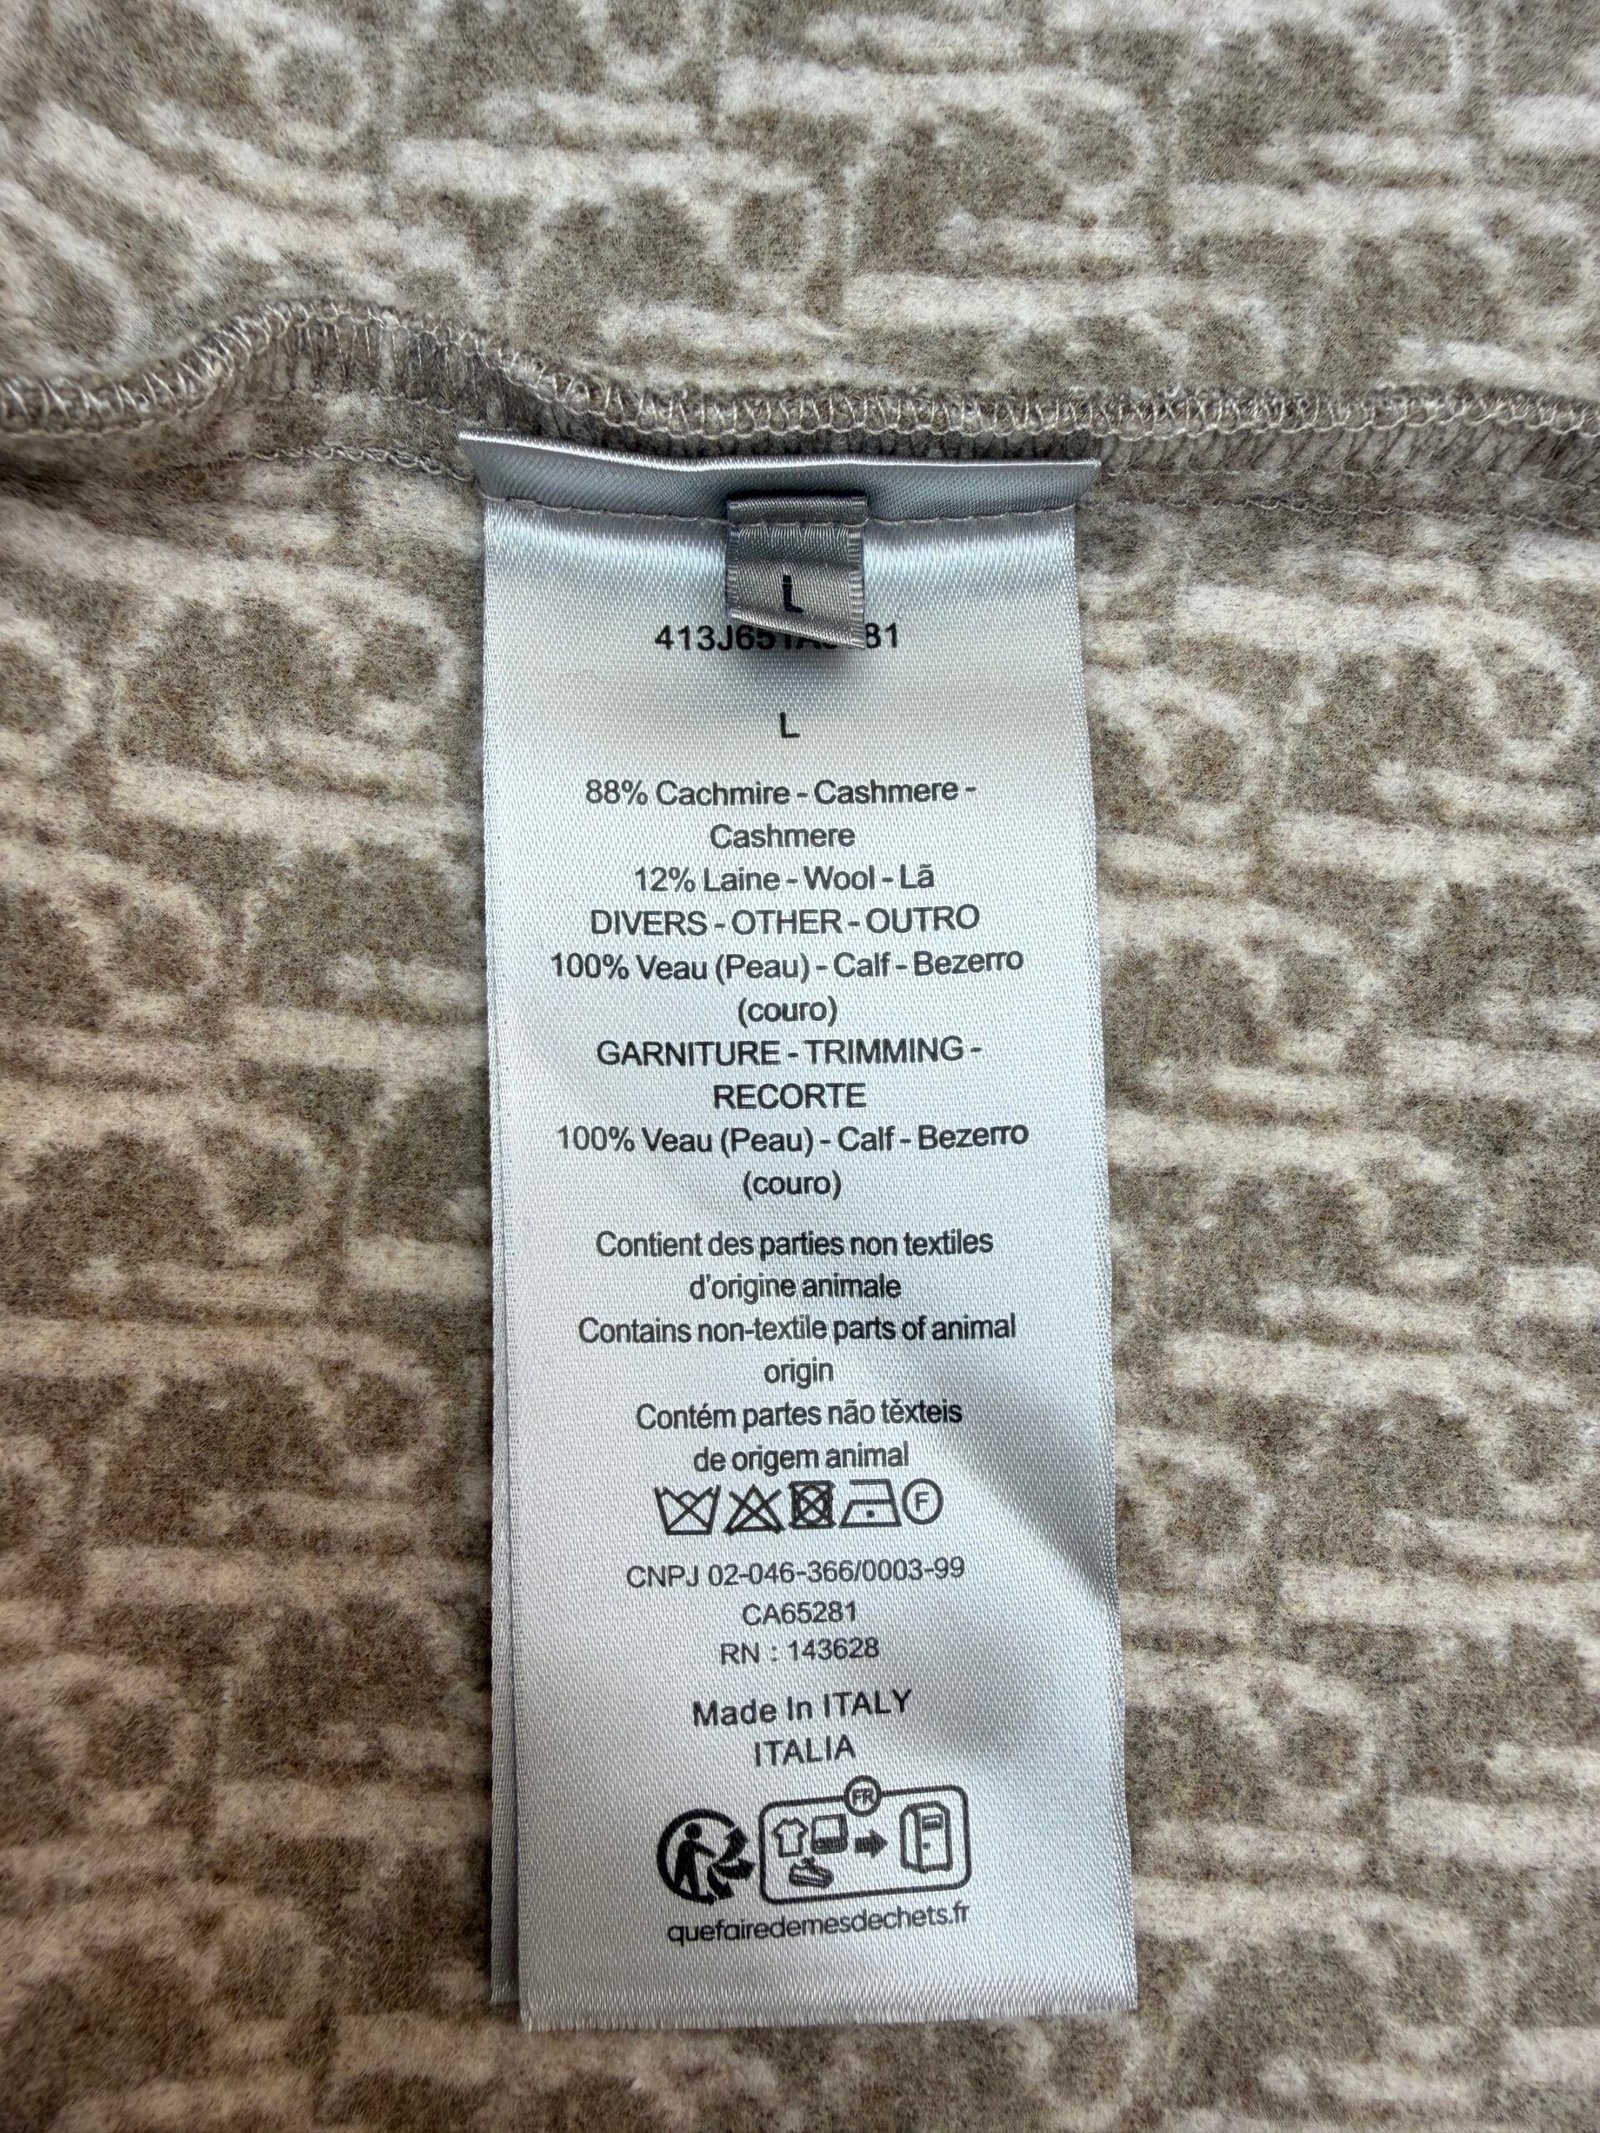 L
L
88% Cachmire - Cashmere -
Cashmere
12% Laine - Wool - Lã
DIVERS - OTHER - OUTRO
100% Veau (Peau) - Calf - Bezerro
(couro)
GARNITURE - TRIMMING -
RECORTE
100% Veau (Peau) - Calf - Bezerro
(couro)
Contient des parties non textiles
d'origine animale
Contains non-textile parts of animal
origin
Contém partes não těxteis
de origem animal
F
CNPJ 02-046-366/0003-99
CA65281
RN : 143628
Made In ITALY
ITALIA
FR
quefairedemesdechets.fr